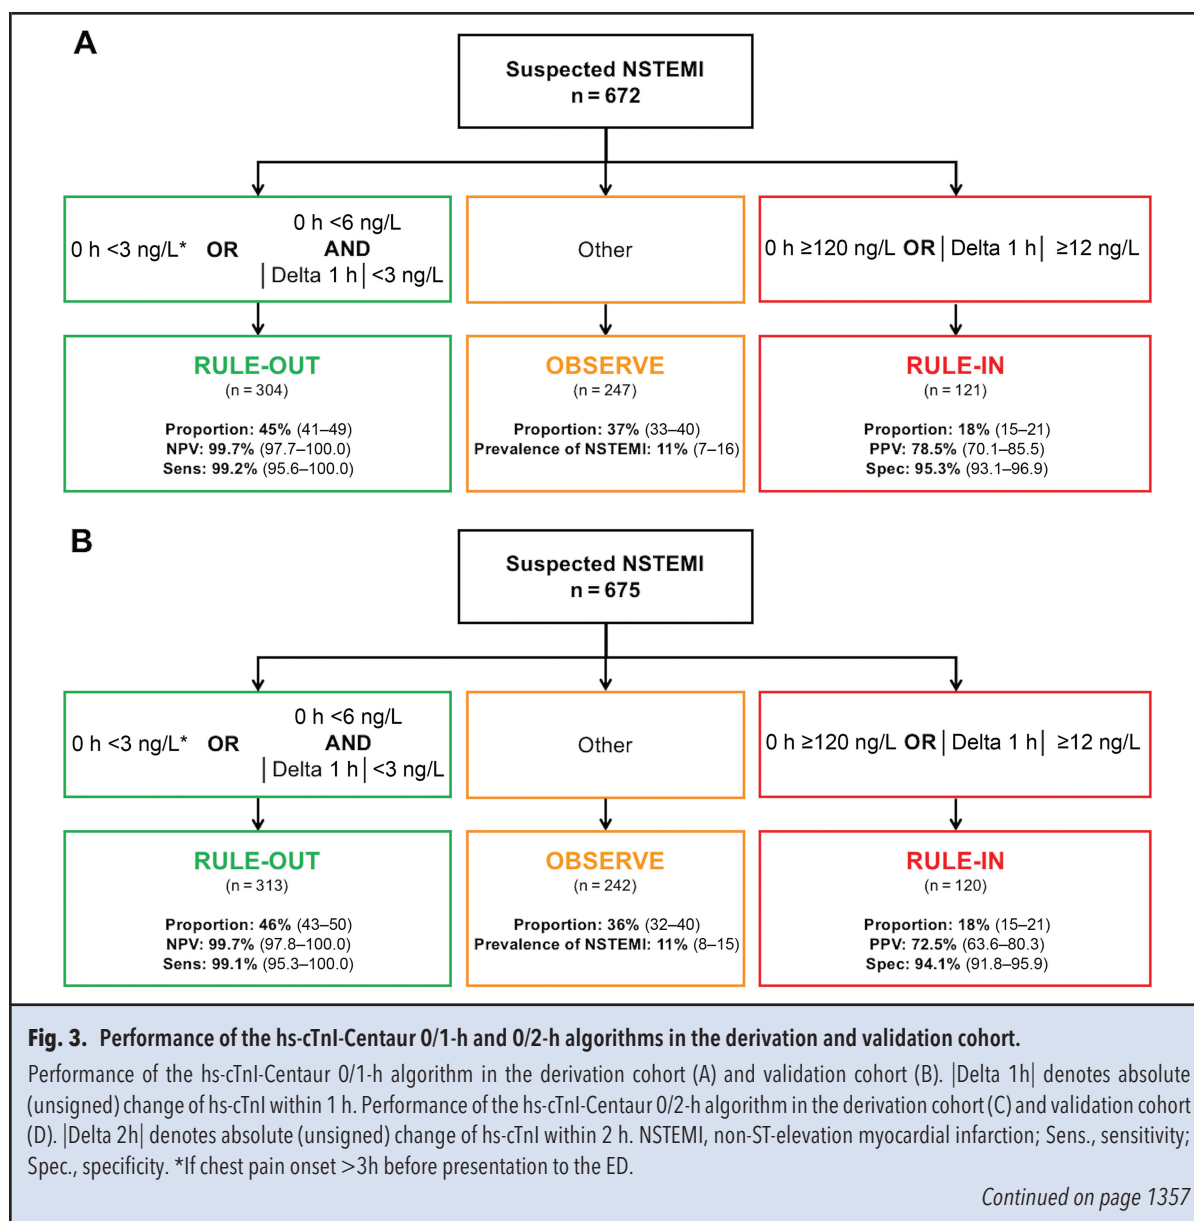 A
Suspected NSTEMI
n = 672
0 h <3 ng/L* OR
0 h <6 ng/L
AND
|Delta 1 h| <3 ng/L
Other
0 h ≥120 ng/L OR |Delta 1 h| ≥12 ng/L
RULE-OUT
(n = 304)
Proportion: 45% (41–49)
NPV: 99.7% (97.7–100.0)
Sens: 99.2% (95.6–100.0)
OBSERVE
(n = 247)
Proportion: 37% (33–40)
Prevalence of NSTEMI: 11% (7–16)
RULE-IN
(n = 121)
Proportion: 18% (15–21)
PPV: 78.5% (70.1–85.5)
Spec: 95.3% (93.1–96.9)
B
Suspected NSTEMI
n = 675
0 h <3 ng/L* OR
0 h <6 ng/L
AND
|Delta 1 h| <3 ng/L
Other
0 h ≥120 ng/L OR |Delta 1 h| ≥12 ng/L
RULE-OUT
(n = 313)
Proportion: 46% (43–50)
NPV: 99.7% (97.8–100.0)
Sens: 99.1% (95.3–100.0)
OBSERVE
(n = 242)
Proportion: 36% (32–40)
Prevalence of NSTEMI: 11% (8–15)
RULE-IN
(n = 120)
Proportion: 18% (15–21)
PPV: 72.5% (63.6–80.3)
Spec: 94.1% (91.8–95.9)
Fig. 3. Performance of the hs-cTnI-Centaur 0/1-h and 0/2-h algorithms in the derivation and validation cohort.
Performance of the hs-cTnI-Centaur 0/1-h algorithm in the derivation cohort (A) and validation cohort (B). |Delta 1h| denotes absolute
(unsigned) change of hs-cTnI within 1 h. Performance of the hs-cTnI-Centaur 0/2-h algorithm in the derivation cohort (C) and validation cohort
(D). |Delta 2h| denotes absolute (unsigned) change of hs-cTnI within 2 h. NSTEMI, non-ST-elevation myocardial infarction; Sens., sensitivity;
Spec., specificity. *If chest pain onset >3h before presentation to the ED.
Continued on page 1357